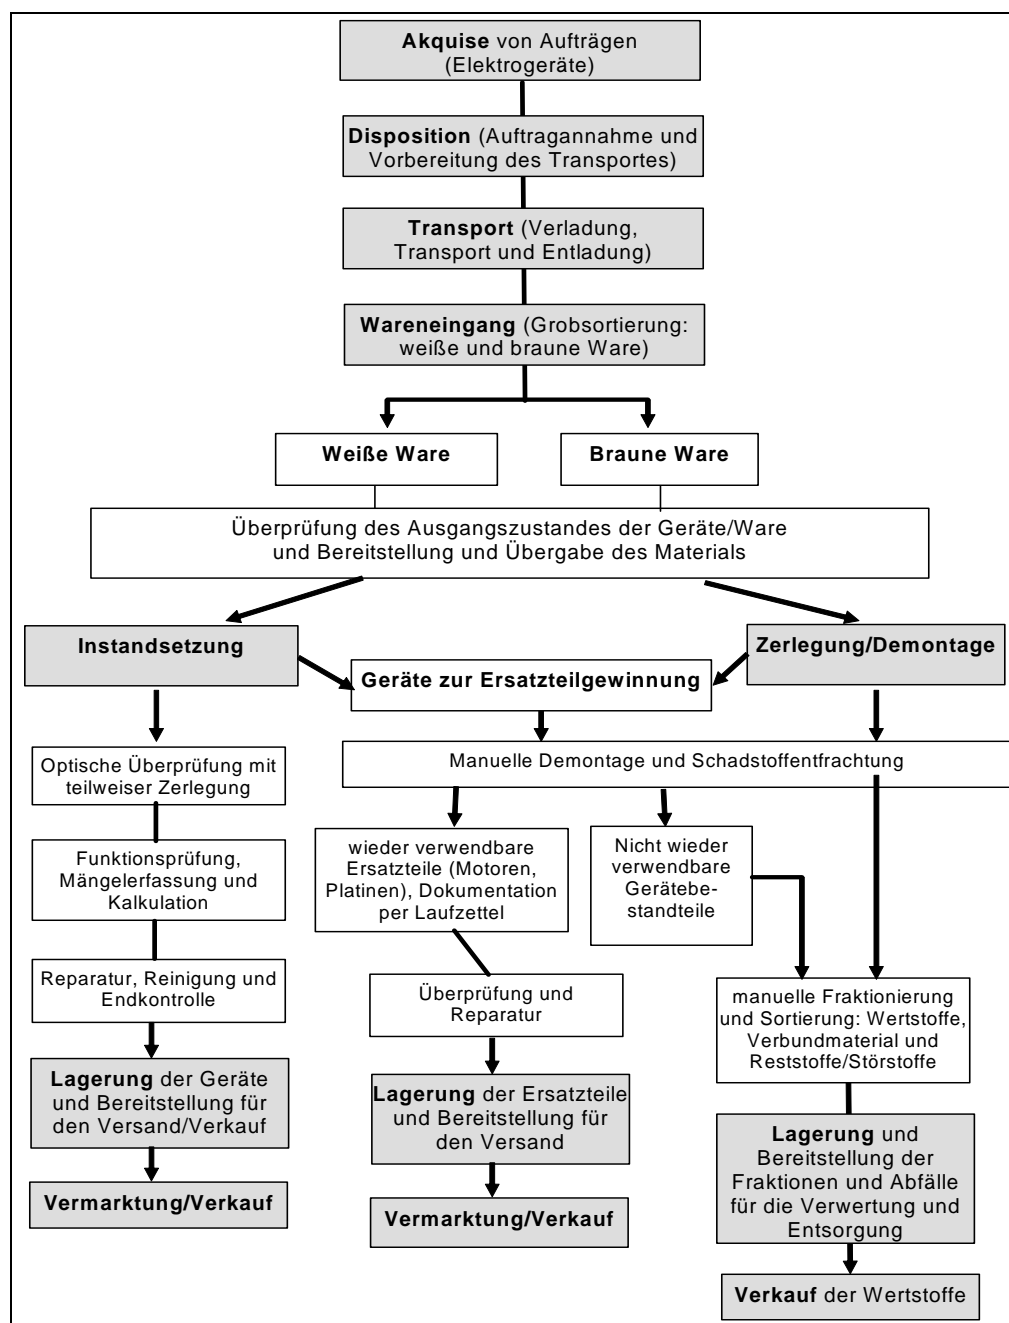 Akquise von Aufträgen
(Elektrogeräte)
Disposition (Auftragannahme und
Vorbereitung des Transportes)
Transport (Verladung,
Transport und Entladung)
Wareneingang (Grobsortierung:
weiße und braune Ware)
Weiße Ware
Braune Ware
Überprüfung des Ausgangszustandes der Geräte/Ware
und Bereitstellung und Übergabe des Materials
Instandsetzung
Zerlegung/Demontage
Geräte zur Ersatzteilgewinnung
Optische Überprüfung mit
teilweiser Zerlegung
Manuelle Demontage und Schadstoffentfrachtung
Funktionsprüfung,
Mängelerfassung und
Kalkulation
wieder verwendbare
Ersatzteile (Motoren,
Platinen), Dokumentation
per Laufzettel
Nicht wieder
verwendbare
Gerätebe-
standteile
Reparatur, Reinigung und
Endkontrolle
Überprüfung und
Reparatur
manuelle Fraktionierung
und Sortierung: Wertstoffe,
Verbundmaterial und
Reststoffe/Störstoffe
Lagerung der Geräte
und Bereitstellung für
den Versand/Verkauf
Lagerung der Ersatzteile
und Bereitstellung für
den Versand
Lagerung und
Bereitstellung der
Fraktionen und Abfälle
für die Verwertung und
Entsorgung
Vermarktung/Verkauf
Vermarktung/Verkauf
Verkauf der Wertstoffe